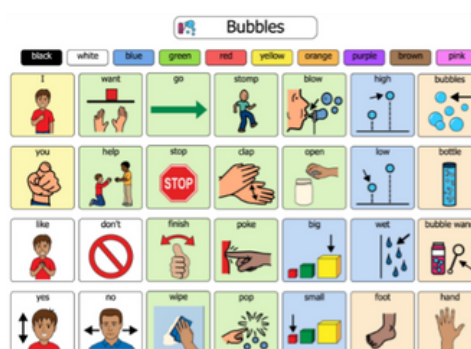 Bubbles
black white blue green red yellow orange purple brown pink
I want go stomp blow high bubbles
you help stop clap open low bottle
STOP
like don't finish poke big wet bubble wand
yes no wipe pop small foot hand